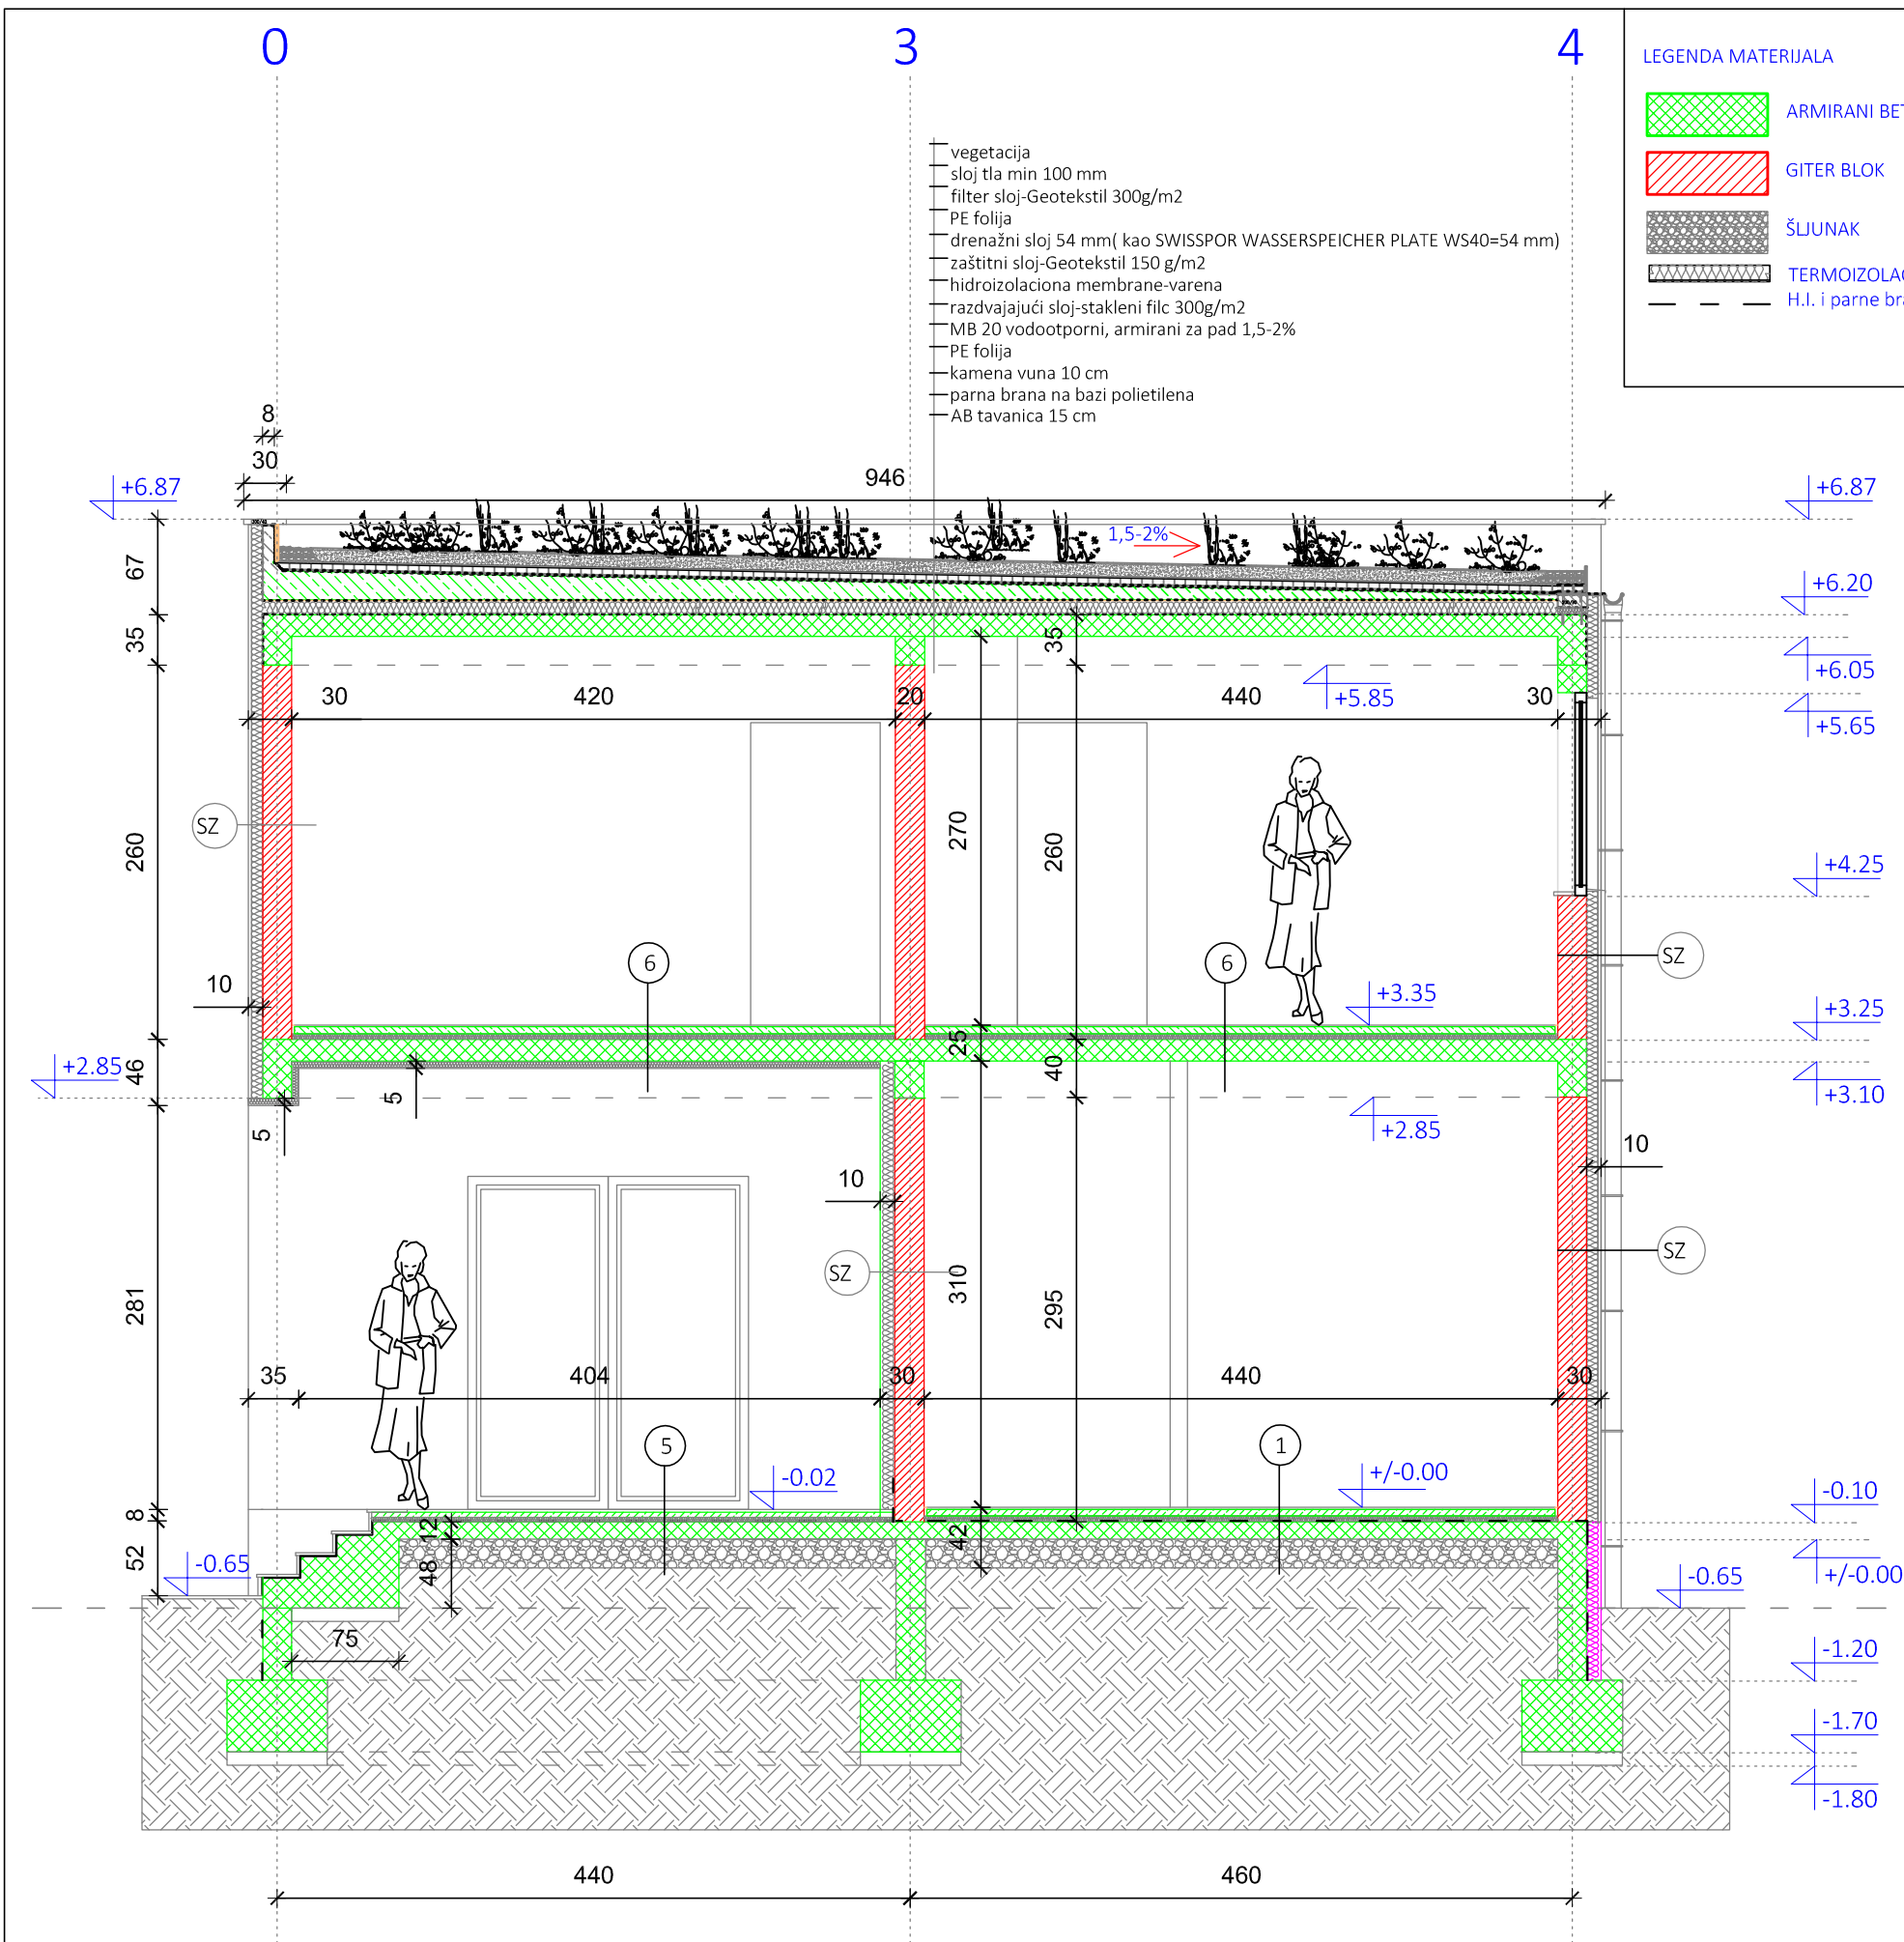 0
3
4
LEGENDA MATERIJALA
ARMIRANI BET
GITER BLOK
ŠLJUNAK
TERMOIZOLAC
H.I. i parne bra
vegetacija
sloj tla min 100 mm
filter sloj-Geotekstil 300g/m2
PE folija
drenažni sloj 54 mm( kao SWISSPOR WASSERSPEICHER PLATE WS40=54 mm)
zaštitni sloj-Geotekstil 150 g/m2
hidroizolaciona membrane-varena
razdvajajući sloj-stakleni filc 300g/m2
MB 20 vodootporni, armirani za pad 1,5-2%
PE folija
kamena vuna 10 cm
parna brana na bazi polietilena
AB tavanica 15 cm
8
30
946
+6.87
+6.87
1,5-2%
67
+6.20
35
35
+6.05
30
420
20
440
30
+5.85
+5.65
SZ
260
270
260
+4.25
6
6
SZ
10
+3.35
+3.25
25
46
40
+2.85
5
+3.10
5
+2.85
10
10
SZ
SZ
281
310
295
35
404
30
440
30
5
1
-0.02
+/-0.00
-0.10
8
12
42
52
48
-0.65
+/-0.00
-0.65
75
-1.20
-1.70
-1.80
440
460